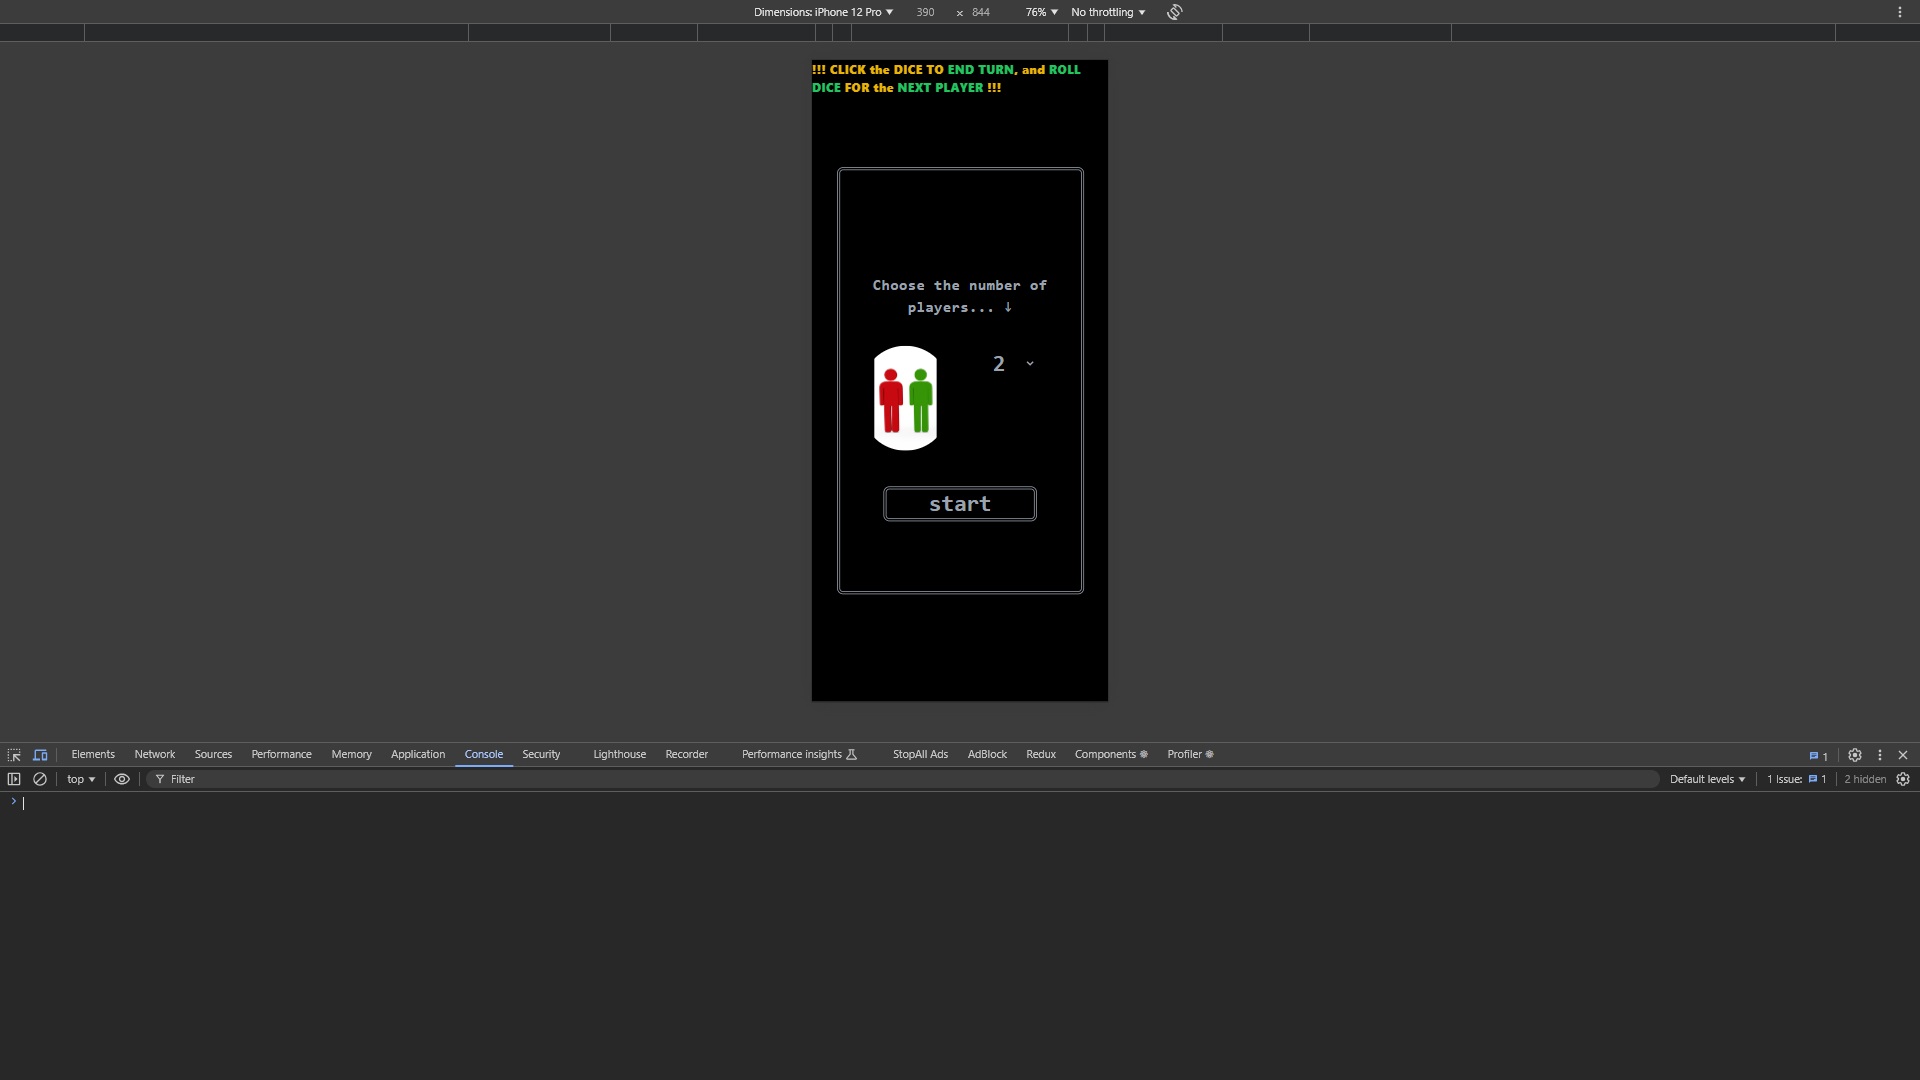 Dimensions: iPhone 12 Pro ▼ 390 × 844 76% ▼ No throttling ▼
!!! CLICK the DICE TO END TURN, and ROLL
DICE FOR the NEXT PLAYER !!!
Choose the number of
players... ↓
2
start
Elements Network Sources Performance Memory Application Console Security Lighthouse Recorder Performance insights StopAll Ads AdBlock Redux Components Profiler 1
top ▼ Filter Default levels ▼ 1 Issue: 1 2 hidden
>